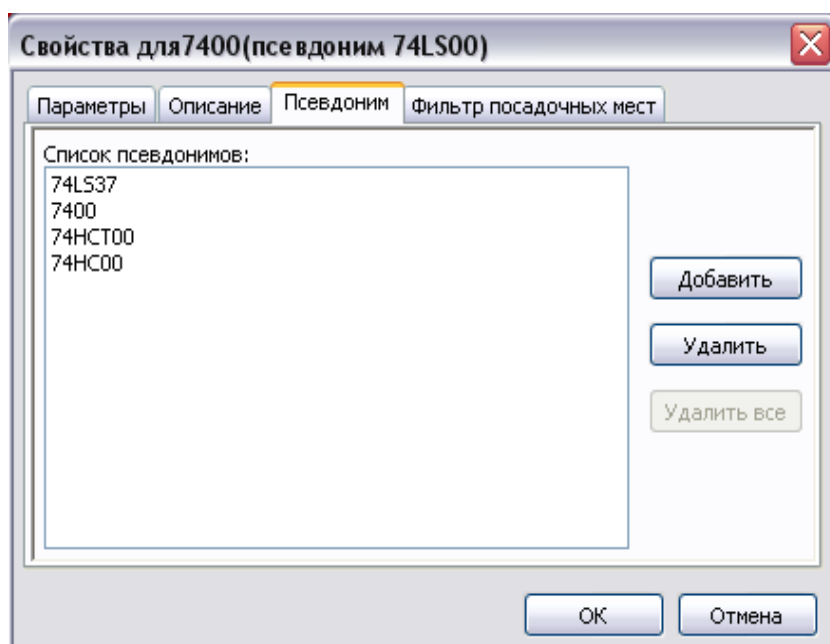 Свойства для7400(псевдоним 74LS00)
Параметры Описание Псевдоним Фильтр посадочных мест
Список псевдонимов:
74LS37
7400
74HCT00
74HC00
Добавить
Удалить
Удалить все
ОК Отмена